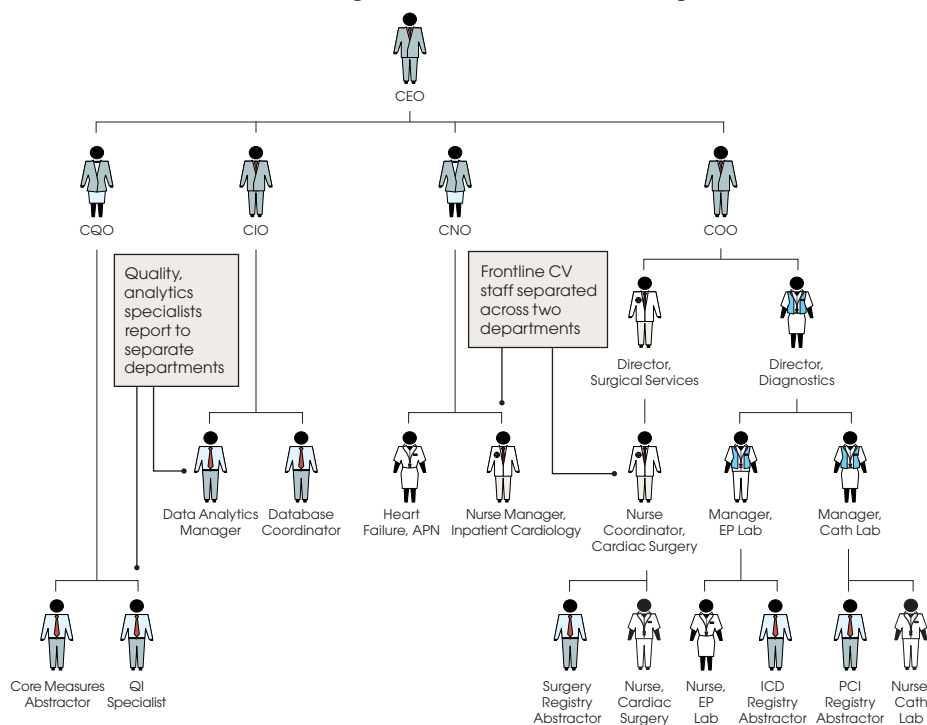 CEO
CQO
CIO
CNO
COO
Quality,
analytics
specialists
report to
separate
departments
Frontline CV
staff separated
across two
departments
Director,
Surgical Services
Director,
Diagnostics
Data Analytics
Manager
Database
Coordinator
Heart
Failure, APN
Nurse Manager,
Inpatient Cardiology
Nurse
Coordinator,
Cardiac Surgery
Manager,
EP Lab
Manager,
Cath Lab
Core Measures
Abstractor
QI
Specialist
Surgery
Registry
Abstractor
Nurse,
Cardiac
Surgery
Nurse,
EP
Lab
ICD
Registry
Abstractor
PCI
Registry
Abstractor
Nurse
Cath
Lab